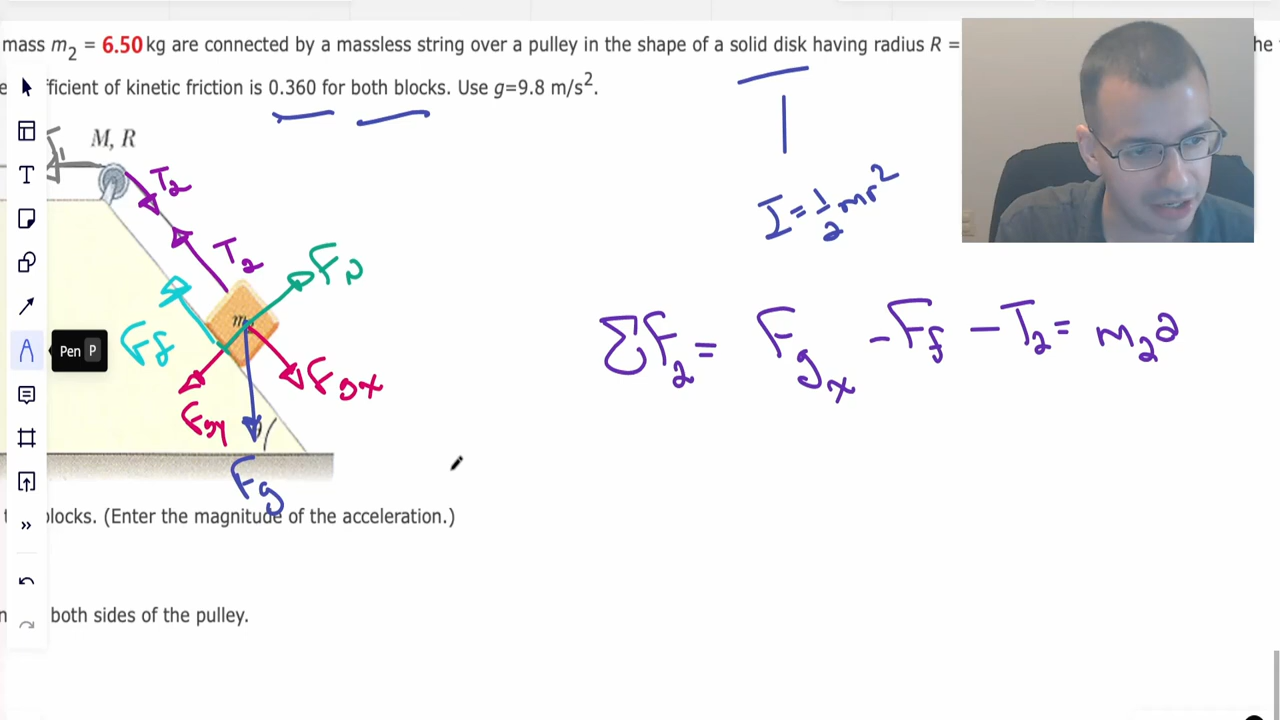 mass m₂ = 6.50 kg are connected by a massless string over a pulley in the shape of a solid disk having radius R =
he
fficient of kinetic friction is 0.360 for both blocks. Use g=9.8 m/s².
T
M, R
T₂
I = 1/2 mr²
T₂
FN
m
Ff
Pen P
ΣF₂ = Fgx - Ff - T₂ = m₂a
Fgx
Fgy
Fg
blocks. (Enter the magnitude of the acceleration.)
both sides of the pulley.